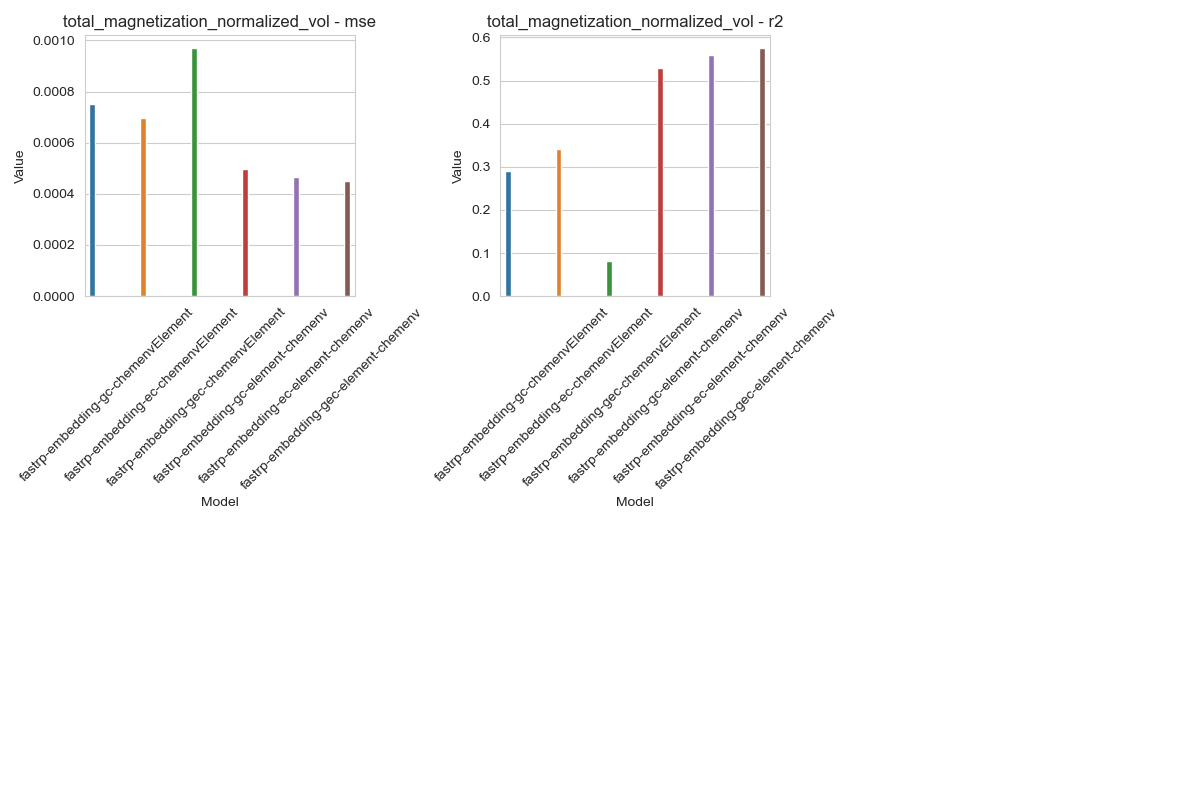 total_magnetization_normalized_vol - mse
Value
0.0010
0.0008
0.0006
0.0004
0.0002
0.0000
fastrp-embedding-gc-chemenvElement
fastrp-embedding-ec-chemenvElement
fastrp-embedding-gec-chemenvElement
fastrp-embedding-gc-element-chemenv
fastrp-embedding-ec-element-chemenv
fastrp-embedding-gec-element-chemenv
Model
total_magnetization_normalized_vol - r2
Value
0.6
0.5
0.4
0.3
0.2
0.1
0.0
fastrp-embedding-gc-chemenvElement
fastrp-embedding-ec-chemenvElement
fastrp-embedding-gec-chemenvElement
fastrp-embedding-gc-element-chemenv
fastrp-embedding-ec-element-chemenv
fastrp-embedding-gec-element-chemenv
Model